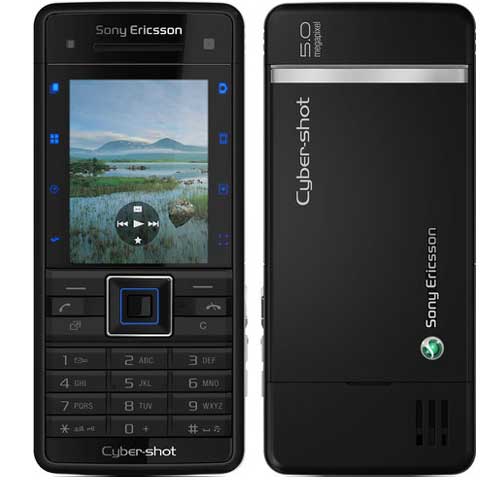 Sony Ericsson
C
1
2 ABC
3 DEF
4 GHI
5 JKL
6 MNO
7 PQRS
8 TUV
9 WXYZ
* a/A
0 +
#
Cyber-shot
5.0
megapixel
Cyber-shot
Sony Ericsson